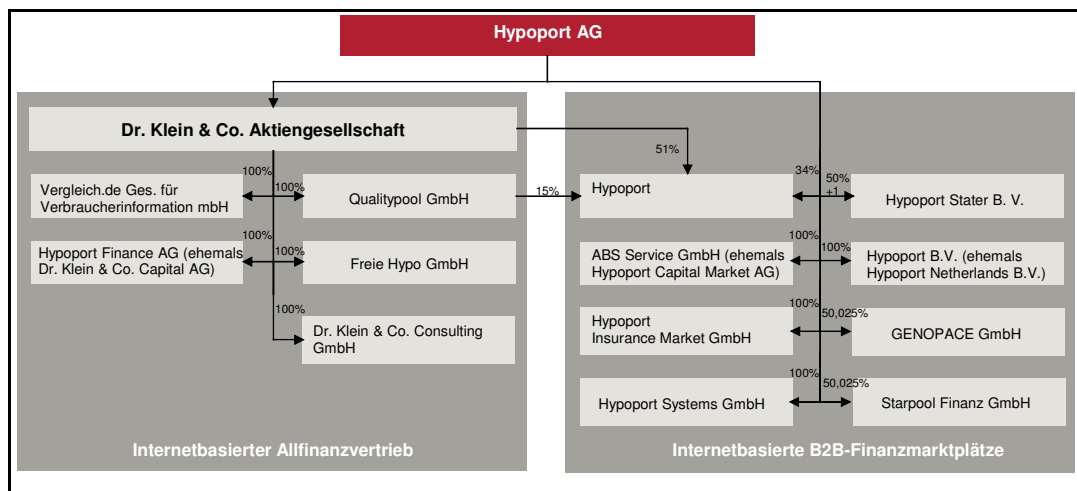 Hypoport AG
Dr. Klein & Co. Aktiengesellschaft
51%
100%
Vergleich.de Ges. für
Verbraucherinformation mbH
100%
Qualitypool GmbH
15%
Hypoport
34%
50%
+1
Hypoport Stater B. V.
100%
Hypoport Finance AG (ehemals
Dr. Klein & Co. Capital AG)
100%
Freie Hypo GmbH
100%
ABS Service GmbH (ehemals
Hypoport Capital Market AG)
100%
Hypoport B.V. (ehemals
Hypoport Netherlands B.V.)
100%
Dr. Klein & Co. Consulting
GmbH
100%
Hypoport
Insurance Market GmbH
50,025%
GENOPACE GmbH
100%
Hypoport Systems GmbH
50,025%
Starpool Finanz GmbH
Internetbasierter Allfinanzvertrieb
Internetbasierte B2B-Finanzmarktplätze